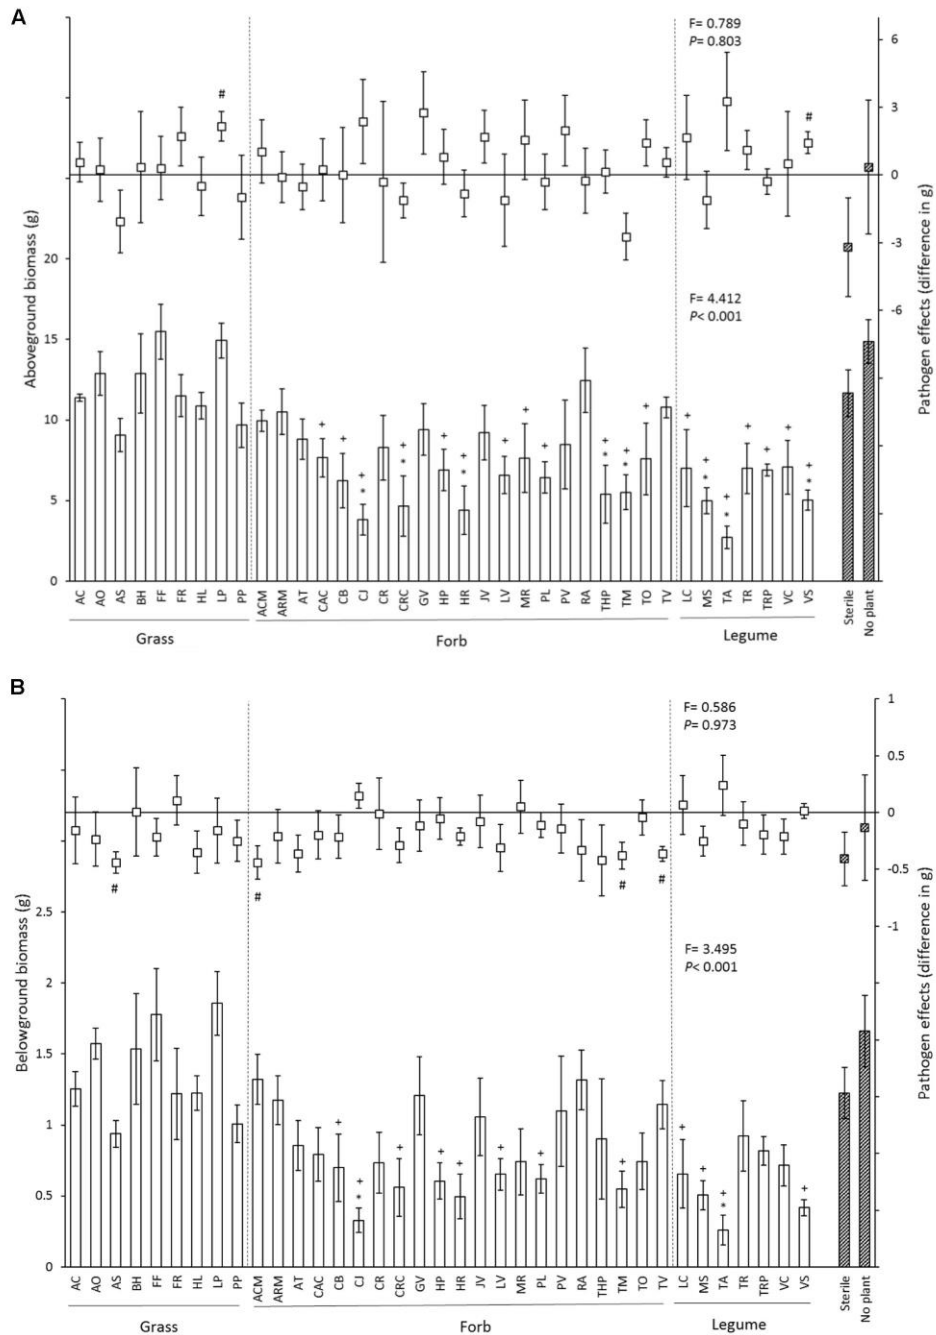 A
F= 0.789
P= 0.803
#
#
6
3
0
-3
-6
F= 4.412
P< 0.001
20
15
10
5
0
Aboveground biomass (g)
Pathogen effects (difference in g)
+ + + + + + + + + + + + + + + + + + + +
* * * * * * * *
AC AO AS BH FF FR HL LP PP ACM ARM AT CAC CB CJ CR CRC GV HP HR JV LV MR PL PV RA THP TM TO TV LC MS TA TR TRP VC VS Sterile No plant
Grass Forb Legume
B
F= 0.586
P= 0.973
1
0.5
0
-0.5
-1
# # # #
F= 3.495
P< 0.001
2.5
2
1.5
1
0.5
0
Belowground biomass (g)
Pathogen effects (difference in g)
+ + + + + + + + + + + +
* *
AC AO AS BH FF FR HL LP PP ACM ARM AT CAC CB CJ CR CRC GV HP HR JV LV MR PL PV RA THP TM TO TV LC MS TA TR TRP VC VS Sterile No plant
Grass Forb Legume